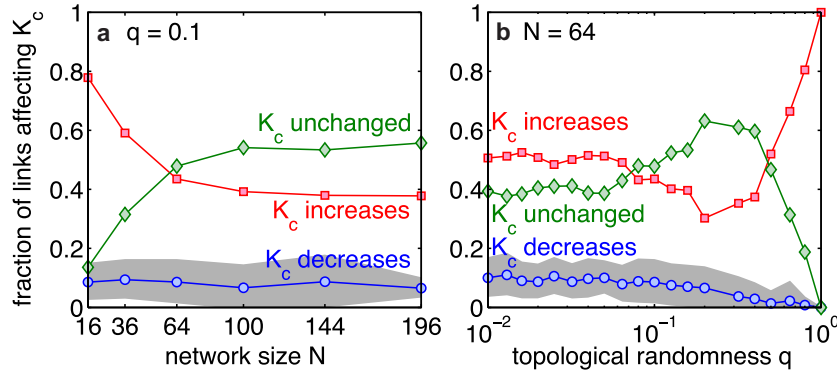 fraction of links affecting K_c
a q = 0.1
1
0.8
0.6
0.4
0.2
0
K_c unchanged
K_c increases
K_c decreases
16 36 64 100 144 196
network size N
b N = 64
1
0.8
0.6
0.4
0.2
0
K_c increases
K_c unchanged
K_c decreases
10^-2 10^-1 10^0
topological randomness q